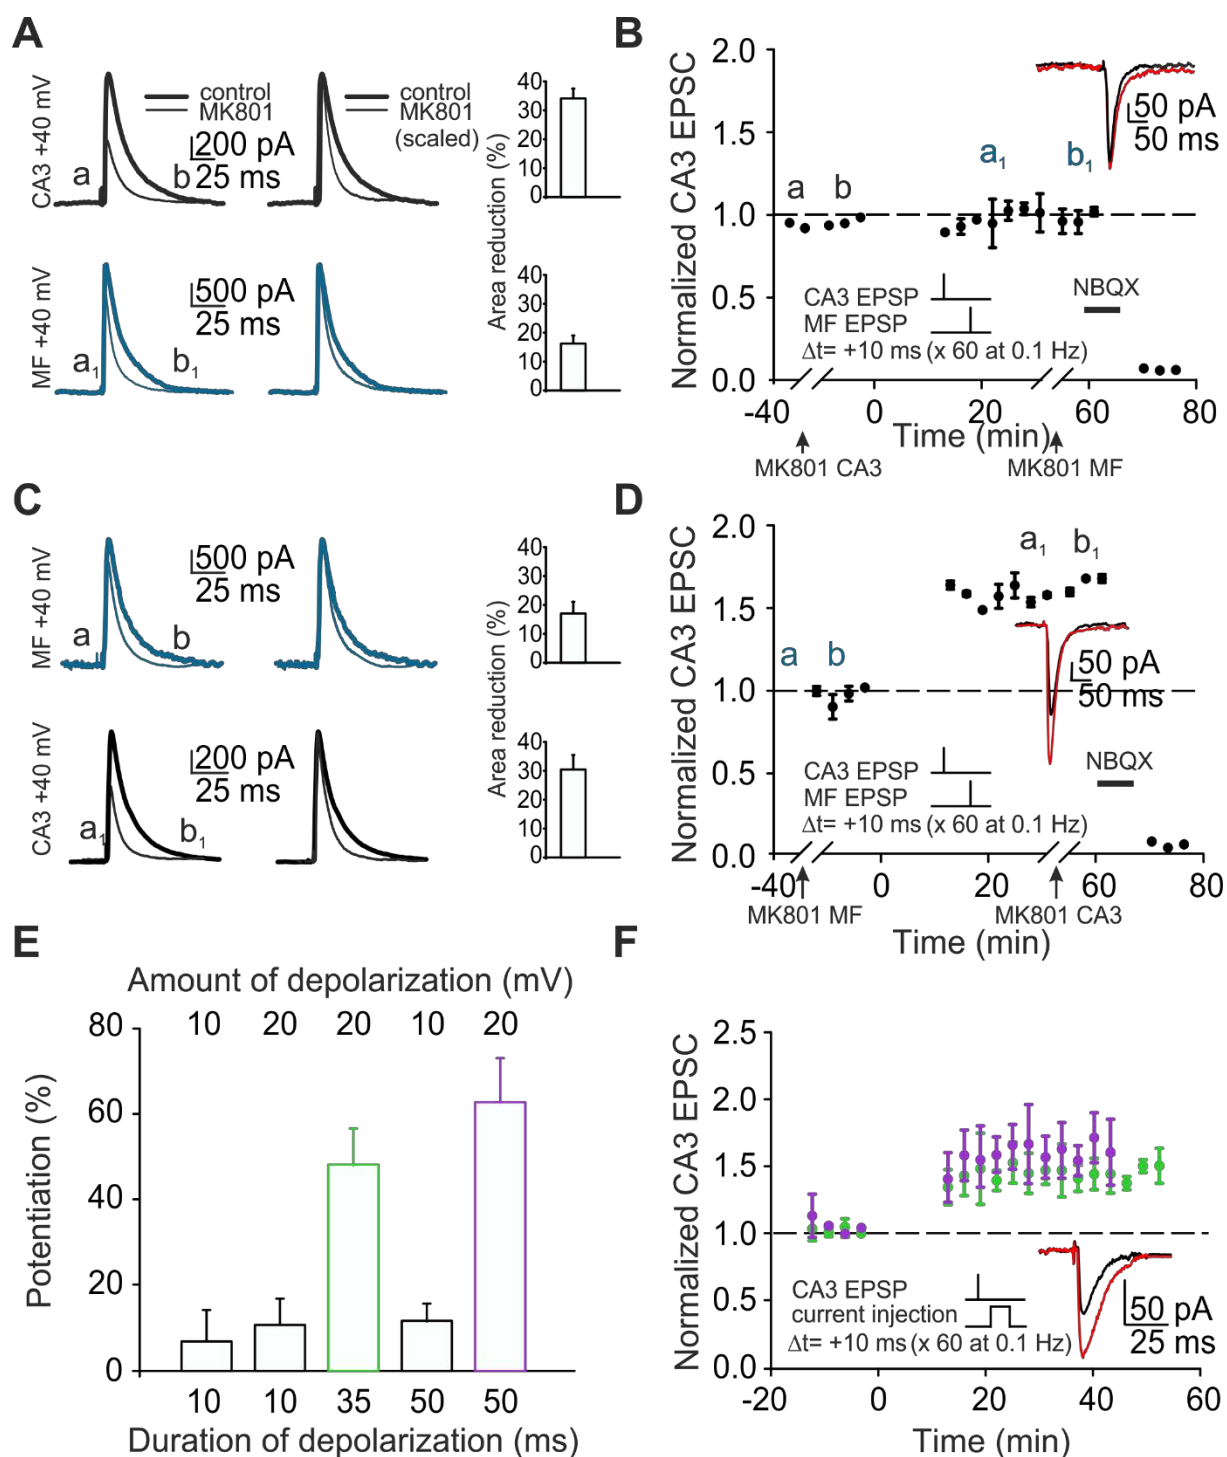 A
CA3 +40 mV
control
MK801
200 pA
25 ms
a
b
control
MK801
(scaled)
MF +40 mV
500 pA
25 ms
a1
b1
Area reduction (%)
40
30
20
10
0
40
30
20
10
0
B
Normalized CA3 EPSC
2.0
1.5
1.0
0.5
0.0
a
b
a1
b1
50 pA
50 ms
CA3 EPSP
MF EPSP
Δt= +10 ms (x 60 at 0.1 Hz)
NBQX
-40
0
20
60
80
Time (min)
MK801 CA3
MK801 MF
C
MF +40 mV
500 pA
25 ms
a
b
CA3 +40 mV
200 pA
25 ms
a1
b1
Area reduction (%)
40
30
20
10
0
40
30
20
10
0
D
Normalized CA3 EPSC
2.0
1.5
1.0
0.5
0.0
a
b
a1
b1
50 pA
50 ms
CA3 EPSP
MF EPSP
Δt= +10 ms (x 60 at 0.1 Hz)
NBQX
-40
0
20
60
80
MK801 MF
MK801 CA3
Time (min)
E
Amount of depolarization (mV)
10 20 20 10 20
Potentiation (%)
80
60
40
20
0
10 10 35 50 50
Duration of depolarization (ms)
F
Normalized CA3 EPSC
2.5
2.0
1.5
1.0
0.5
0.0
CA3 EPSP
current injection
Δt= +10 ms (x 60 at 0.1 Hz)
50 pA
25 ms
-20 0 20 40 60
Time (min)